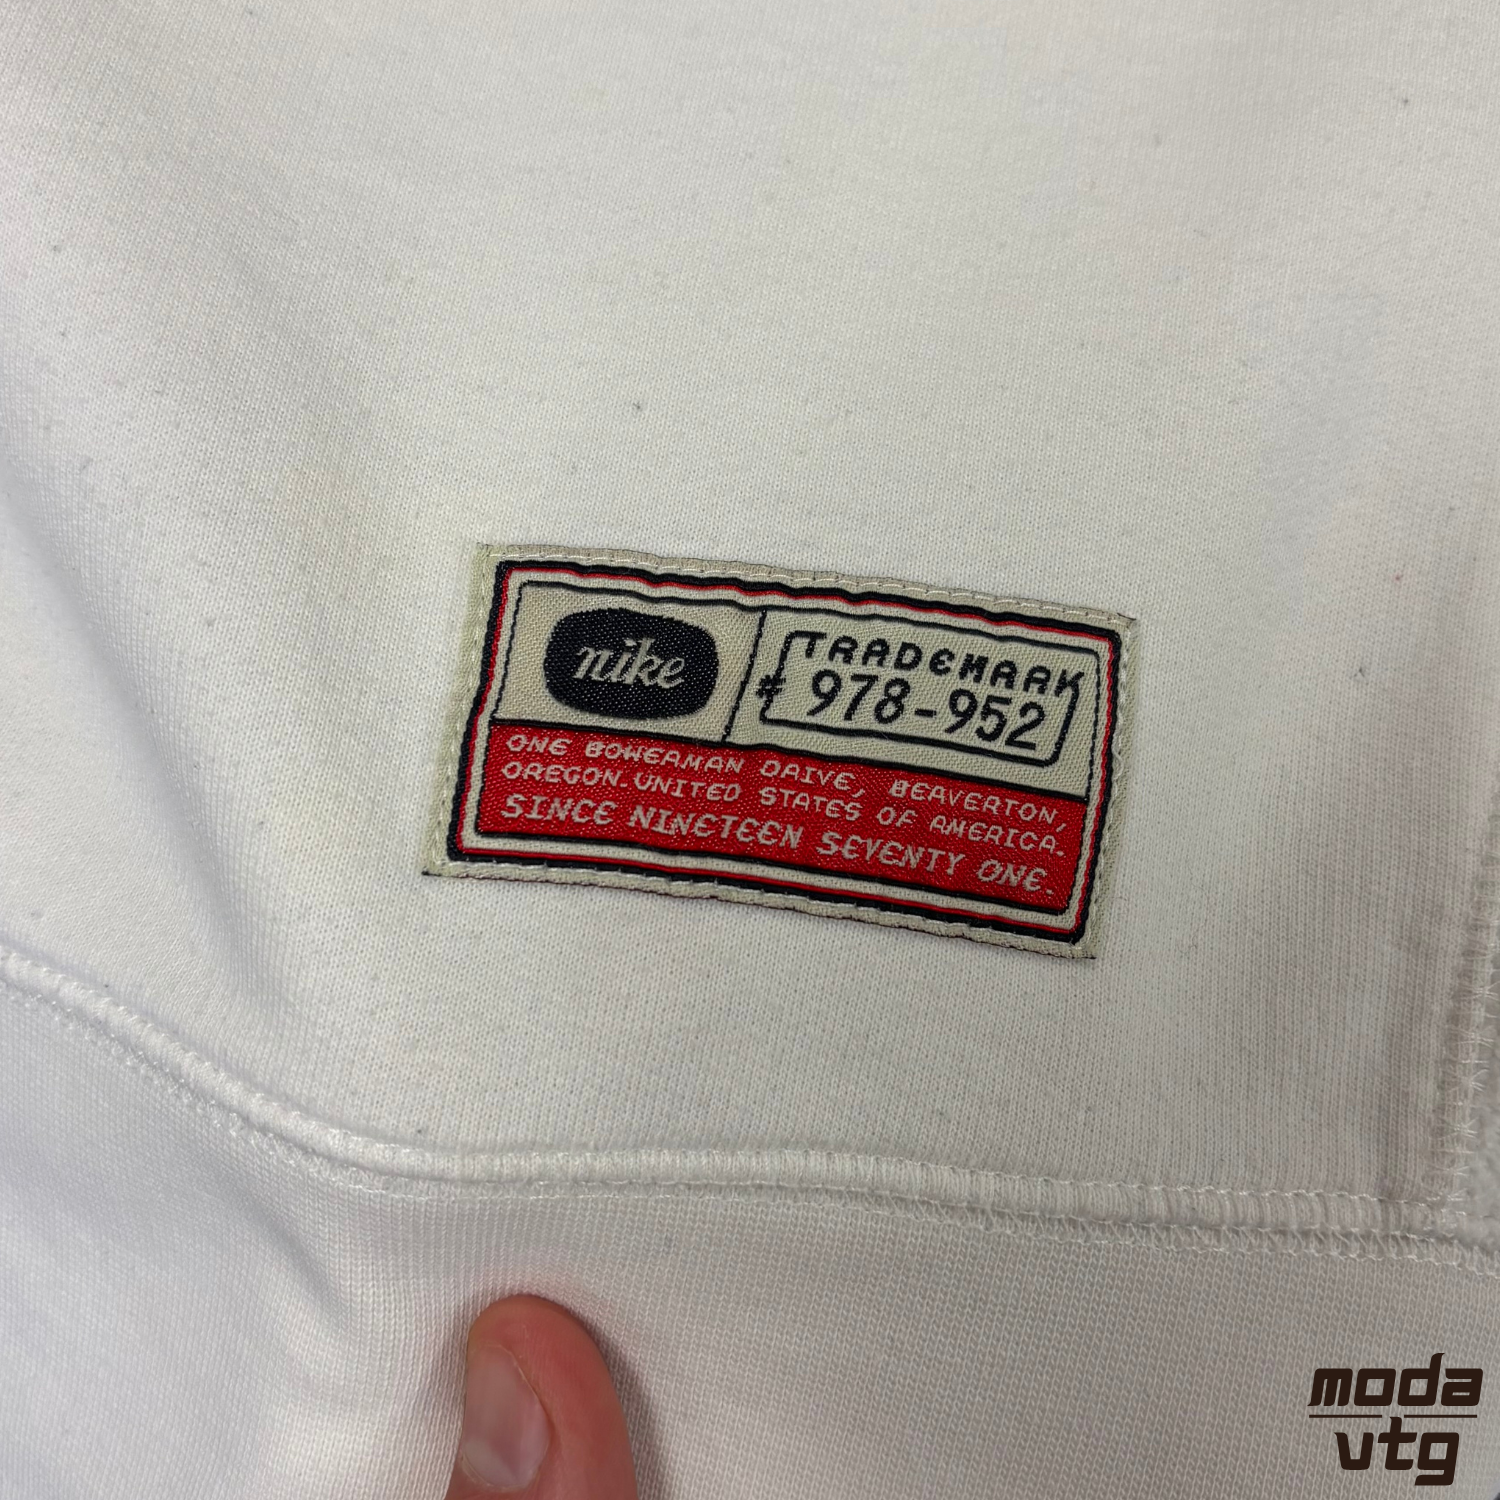 nike
TRADEMARK
# 978-952
ONE BOWERMAN DRIVE, BEAVERTON,
OREGON.UNITED STATES OF AMERICA.
SINCE NINETEEN SEVENTY ONE.
moda
vtg